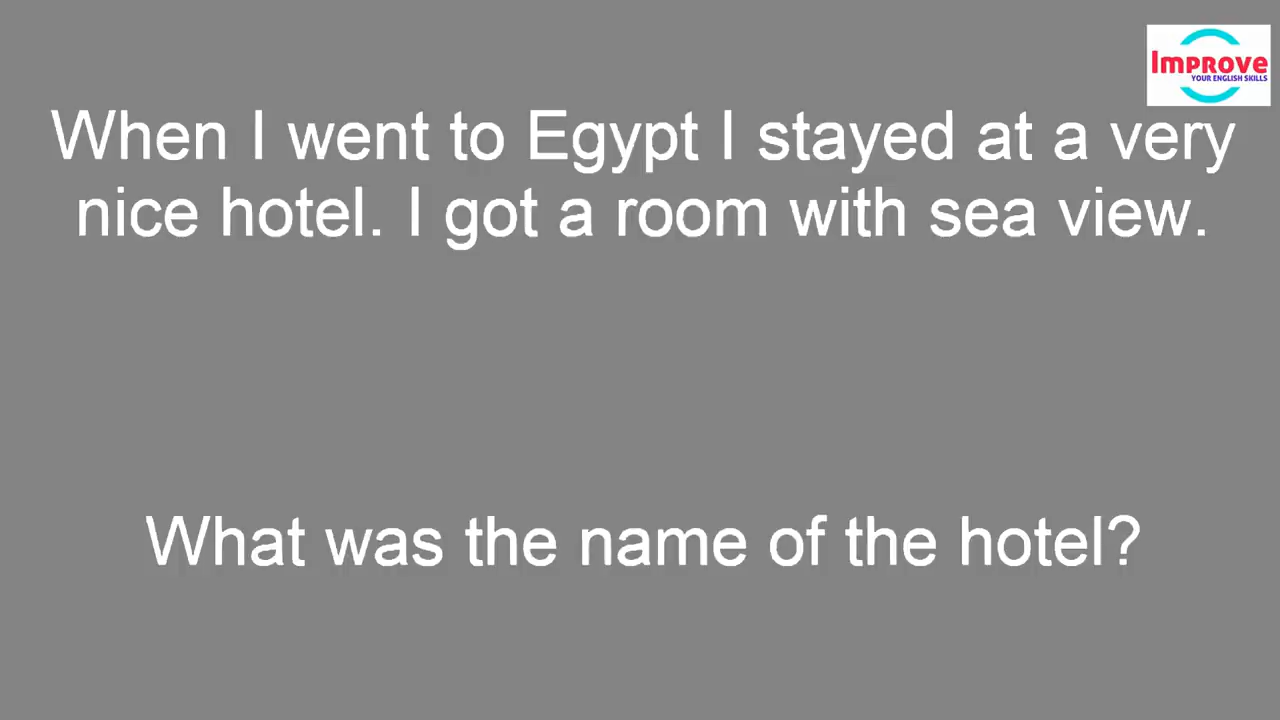 Improve
YOUR ENGLISH SKILLS
When I went to Egypt I stayed at a very
nice hotel. I got a room with sea view.
What was the name of the hotel?